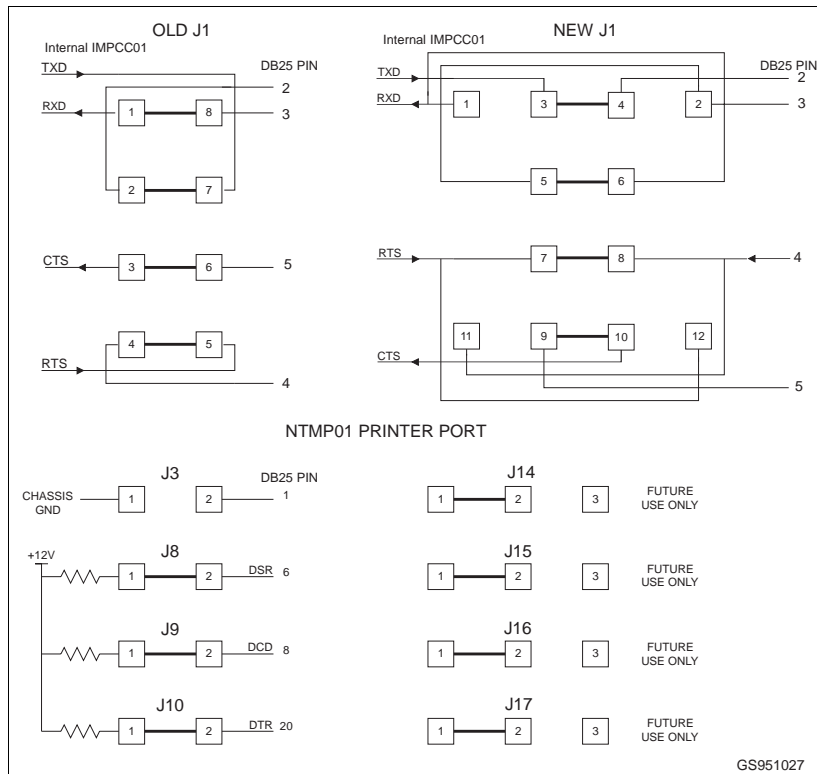 OLD J1
Internal IMPCC01
TXD
DB25 PIN
2
RXD
1
8
3
2
7
CTS
3
6
5
4
5
RTS
4
NEW J1
Internal IMPCC01
TXD
DB25 PIN
2
RXD
1
3
4
2
3
5
6
RTS
7
8
4
11
9
10
12
CTS
5
NTMP01 PRINTER PORT
J3
DB25 PIN
CHASSIS
GND
1
2
1
+12V
J8
1
2
DSR
6
J9
1
2
DCD
8
J10
1
2
DTR
20
J14
1
2
3
FUTURE
USE ONLY
J15
1
2
3
FUTURE
USE ONLY
J16
1
2
3
FUTURE
USE ONLY
J17
1
2
3
FUTURE
USE ONLY
GS951027